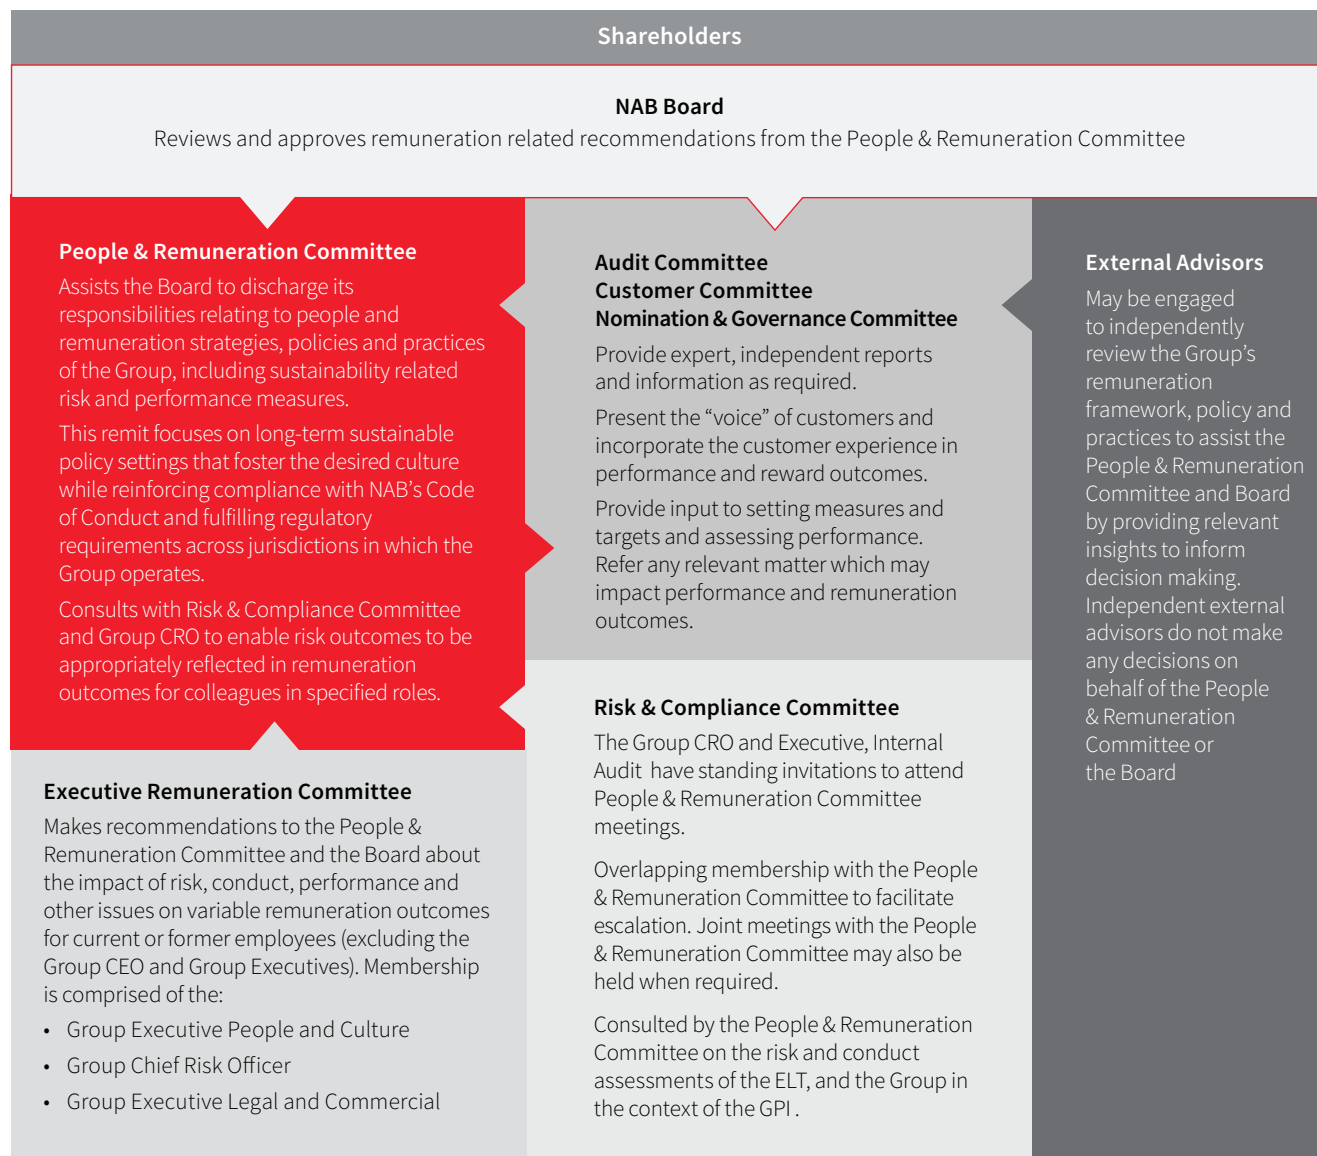 Shareholders
NAB Board
Reviews and approves remuneration related recommendations from the People & Remuneration Committee
People & Remuneration Committee
Assists the Board to discharge its
responsibilities relating to people and
remuneration strategies, policies and practices
of the Group, including sustainability related
risk and performance measures.
This remit focuses on long-term sustainable
policy settings that foster the desired culture
while reinforcing compliance with NAB’s Code
of Conduct and fulfilling regulatory
requirements across jurisdictions in which the
Group operates.
Consults with Risk & Compliance Committee
and Group CRO to enable risk outcomes to be
appropriately reflected in remuneration
outcomes for colleagues in specified roles.
Executive Remuneration Committee
Makes recommendations to the People &
Remuneration Committee and the Board about
the impact of risk, conduct, performance and
other issues on variable remuneration outcomes
for current or former employees (excluding the
Group CEO and Group Executives). Membership
is comprised of the:
• Group Executive People and Culture
• Group Chief Risk Officer
• Group Executive Legal and Commercial
Audit Committee
Customer Committee
Nomination & Governance Committee
Provide expert, independent reports
and information as required.
Present the “voice” of customers and
incorporate the customer experience in
performance and reward outcomes.
Provide input to setting measures and
targets and assessing performance.
Refer any relevant matter which may
impact performance and remuneration
outcomes.
Risk & Compliance Committee
The Group CRO and Executive, Internal
Audit have standing invitations to attend
People & Remuneration Committee
meetings.
Overlapping membership with the People
& Remuneration Committee to facilitate
escalation. Joint meetings with the People
& Remuneration Committee may also be
held when required.
Consulted by the People & Remuneration
Committee on the risk and conduct
assessments of the ELT, and the Group in
the context of the GPI .
External Advisors
May be engaged
to independently
review the Group’s
remuneration
framework, policy and
practices to assist the
People & Remuneration
Committee and Board
by providing relevant
insights to inform
decision making.
Independent external
advisors do not make
any decisions on
behalf of the People
& Remuneration
Committee or
the Board